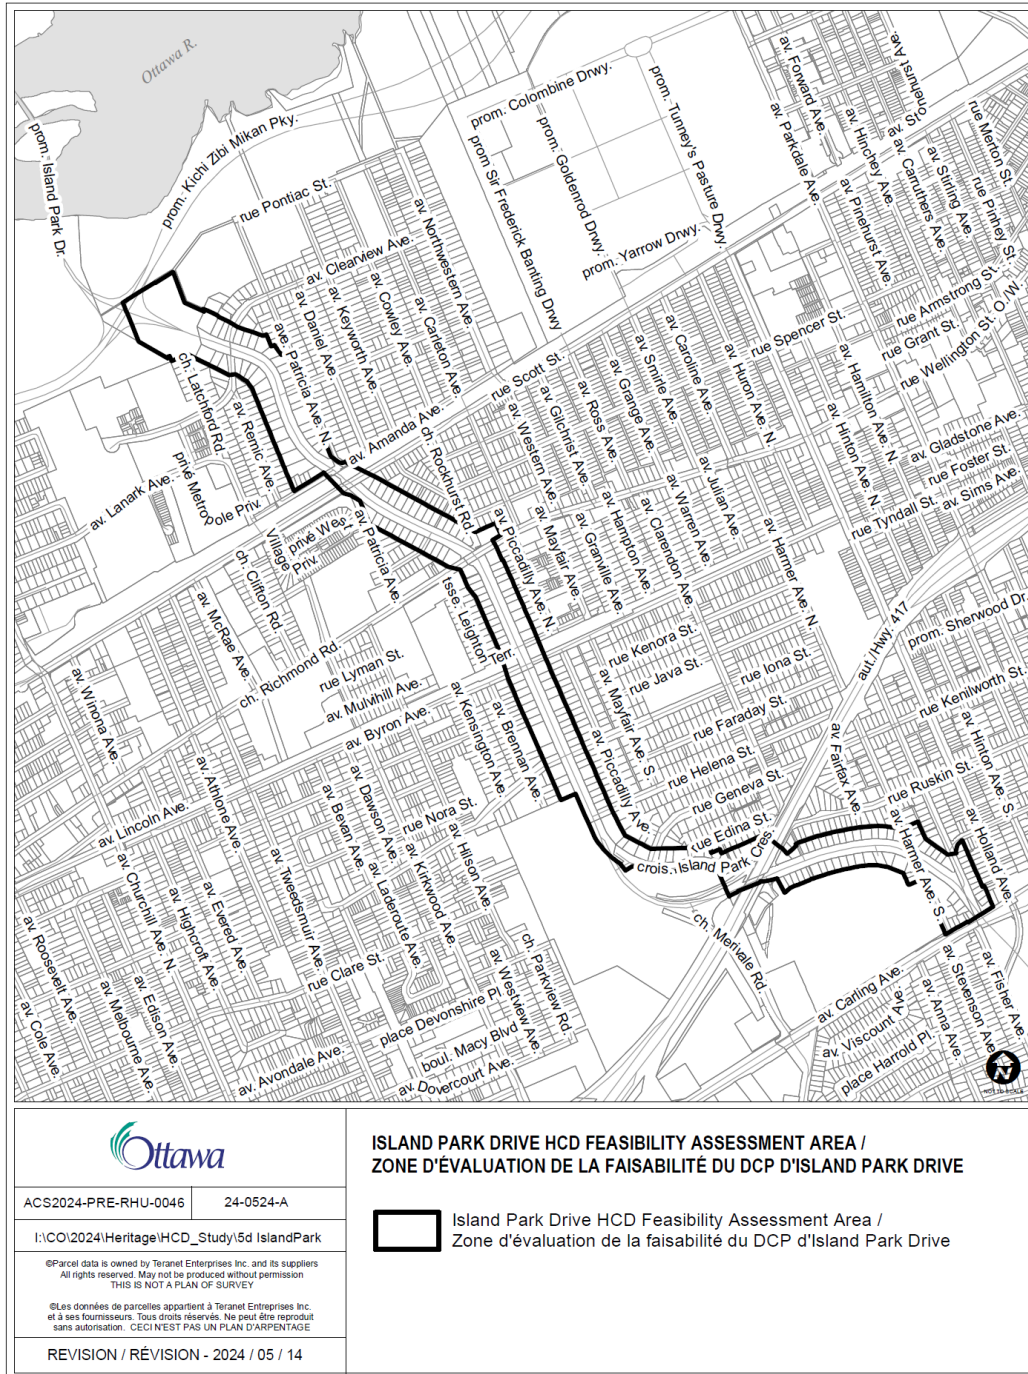 Ottawa R.
prom. Island Park Dr.
prom. Kichi Zibi Mikan Pky.
rue Pontiac St.
prom. Colombine Drwy.
prom. Goldenrod Drwy.
prom. Tunney's Pasture Drwy.
prom Sir Frederick Banting Drwy
prom. Yarrow Drwy.
av. Forward Ave.
av. Parkdale Ave.
av. Hinchey Ave.
av. Stonehurst Ave.
av. Carruthers Ave.
av. Stirling Ave.
rue Merton St.
rue Pinhey St.
av. Pinehurst Ave.
rue Armstrong St.
rue Grant St.
rue Wellington St. O./W.
rue Spencer St.
av. Northwestern Ave.
av. Clearview Ave.
av. Daniel Ave.
av. Keyworth Ave.
av. Cowley Ave.
av. Carleton Ave.
ave. Patricia Ave. N.
ch. Latchford Rd.
av. Remic Ave.
av. Lanark Ave.
privé Metropole Priv.
av. Amanda Ave.
rue Scott St.
ch. Rockhurst Rd.
av. Western Ave.
av. Gilchrist Ave.
av. Ross Ave.
av. Grange Ave.
av. Smirle Ave.
av. Caroline Ave.
av. Huron Ave. N.
av. Hamilton Ave. N.
av. Hinton Ave. N.
av. Gladstone Ave.
rue Foster St.
av. Sims Ave.
rue Tyndall St.
privé West Village Priv.
av. Patricia Ave.
av. Piccadilly Ave. N.
av. Mayfair Ave.
av. Granville Ave.
av. Hampton Ave.
av. Clarendon Ave.
av. Warren Ave.
av. Julian Ave.
av. Harmer Ave. N.
aut./Hwy. 417
prom. Sherwood Dr.
ch. Clifton Rd.
av. McRae Ave.
ch. Richmond Rd.
rue Lyman St.
av. Mulvihill Ave.
av. Byron Ave.
tsse. Leighton Terr.
av. Kensington Ave.
av. Brennan Ave.
rue Kenora St.
rue Java St.
rue Iona St.
av. Mayfair Ave. S.
rue Faraday St.
rue Helena St.
rue Geneva St.
rue Edina St.
av. Piccadilly Ave.
av. Fairfax Ave.
rue Kenilworth St.
av. Hinton Ave. S.
rue Ruskin St.
av. Harmer Ave. S.
av. Holland Ave.
crois. Island Park Cres.
ch. Merivale Rd.
av. Winona Ave.
av. Lincoln Ave.
av. Athlone Ave.
av. Churchill Ave. N.
av. Highcroft Ave.
av. Evered Ave.
av. Tweedsmuir Ave.
av. Bevan Ave.
av. Dawson Ave.
rue Nora St.
av. Laderoute Ave.
av. Kirkwood Ave.
av. Hilson Ave.
rue Clare St.
av. Roosevelt Ave.
av. Cole Ave.
av. Melbourne Ave.
av. Edison Ave.
av. Avondale Ave.
place Devonshire Pl
boul. Macy Blvd
av. Dovercourt Ave.
av. Westview Ave.
ch. Parkview Rd.
av. Carling Ave.
av. Viscount Ave.
av. Anna Ave.
av. Stevenson Ave.
av. Fisher Ave.
place Harrold Pl.
N
NOT TO SCALE
Ottawa
ACS2024-PRE-RHU-0046
24-0524-A
I:\CO\2024\Heritage\HCD_Study\5d IslandPark
©Parcel data is owned by Teranet Enterprises Inc. and its suppliers
All rights reserved. May not be produced without permission
THIS IS NOT A PLAN OF SURVEY
©Les données de parcelles appartient à Teranet Entreprises Inc.
et à ses fournisseurs. Tous droits réservés. Ne peut être reproduit
sans autorisation. CECI N'EST PAS UN PLAN D'ARPENTAGE
REVISION / RÉVISION - 2024 / 05 / 14
ISLAND PARK DRIVE HCD FEASIBILITY ASSESSMENT AREA /
ZONE D'ÉVALUATION DE LA FAISABILITÉ DU DCP D'ISLAND PARK DRIVE
Island Park Drive HCD Feasibility Assessment Area /
Zone d'évaluation de la faisabilité du DCP d'Island Park Drive